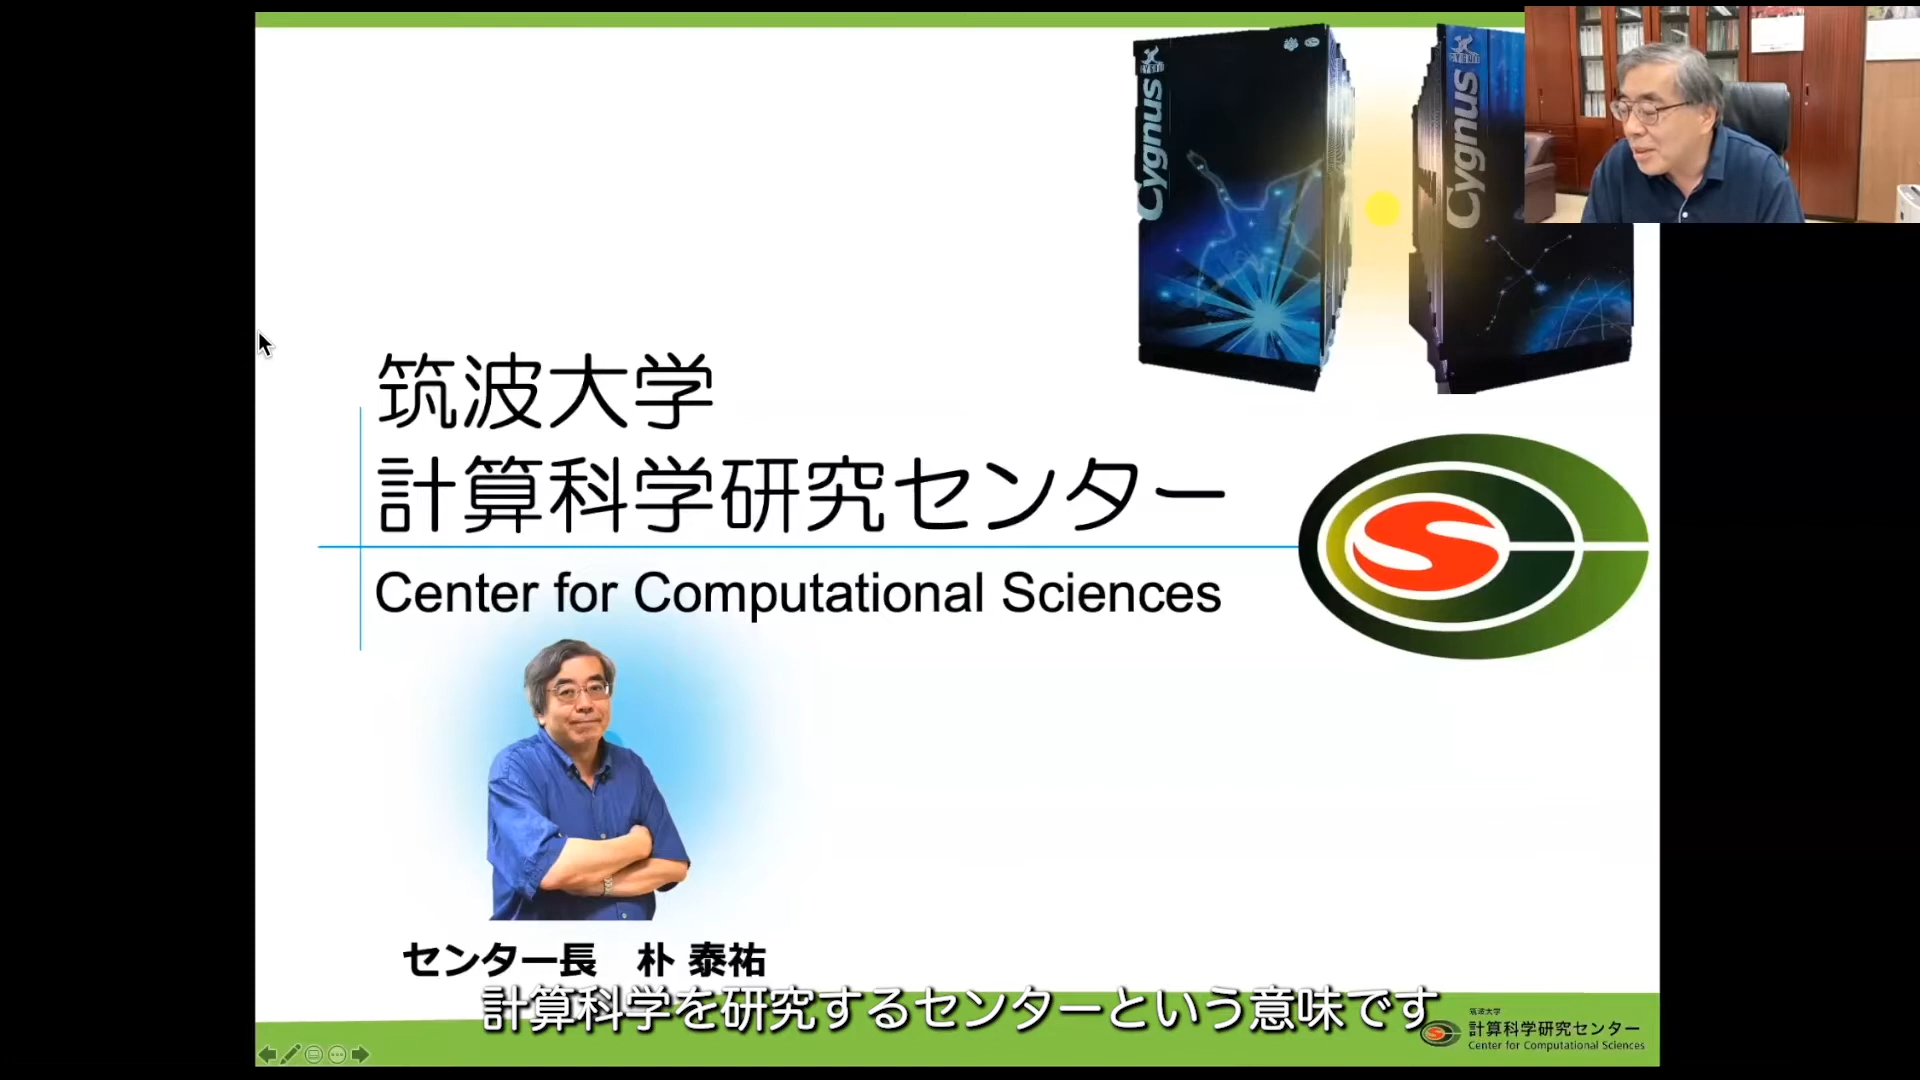 Cygnus
Cygnus
筑波大学
計算科学研究センター
Center for Computational Sciences
センター長 朴 泰祐
計算科学を研究するセンターという意味です
筑波大学
計算科学研究センター
Center for Computational Sciences